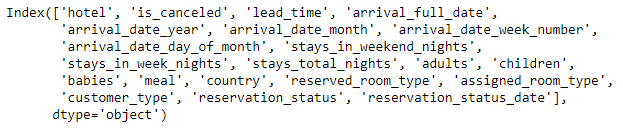 Index(['hotel', 'is_canceled', 'lead_time', 'arrival_full_date',
'arrival_date_year', 'arrival_date_month', 'arrival_date_week_number',
'arrival_date_day_of_month', 'stays_in_weekend_nights',
'stays_in_week_nights', 'stays_total_nights', 'adults', 'children',
'babies', 'meal', 'country', 'reserved_room_type', 'assigned_room_type',
'customer_type', 'reservation_status', 'reservation_status_date'],
dtype='object')